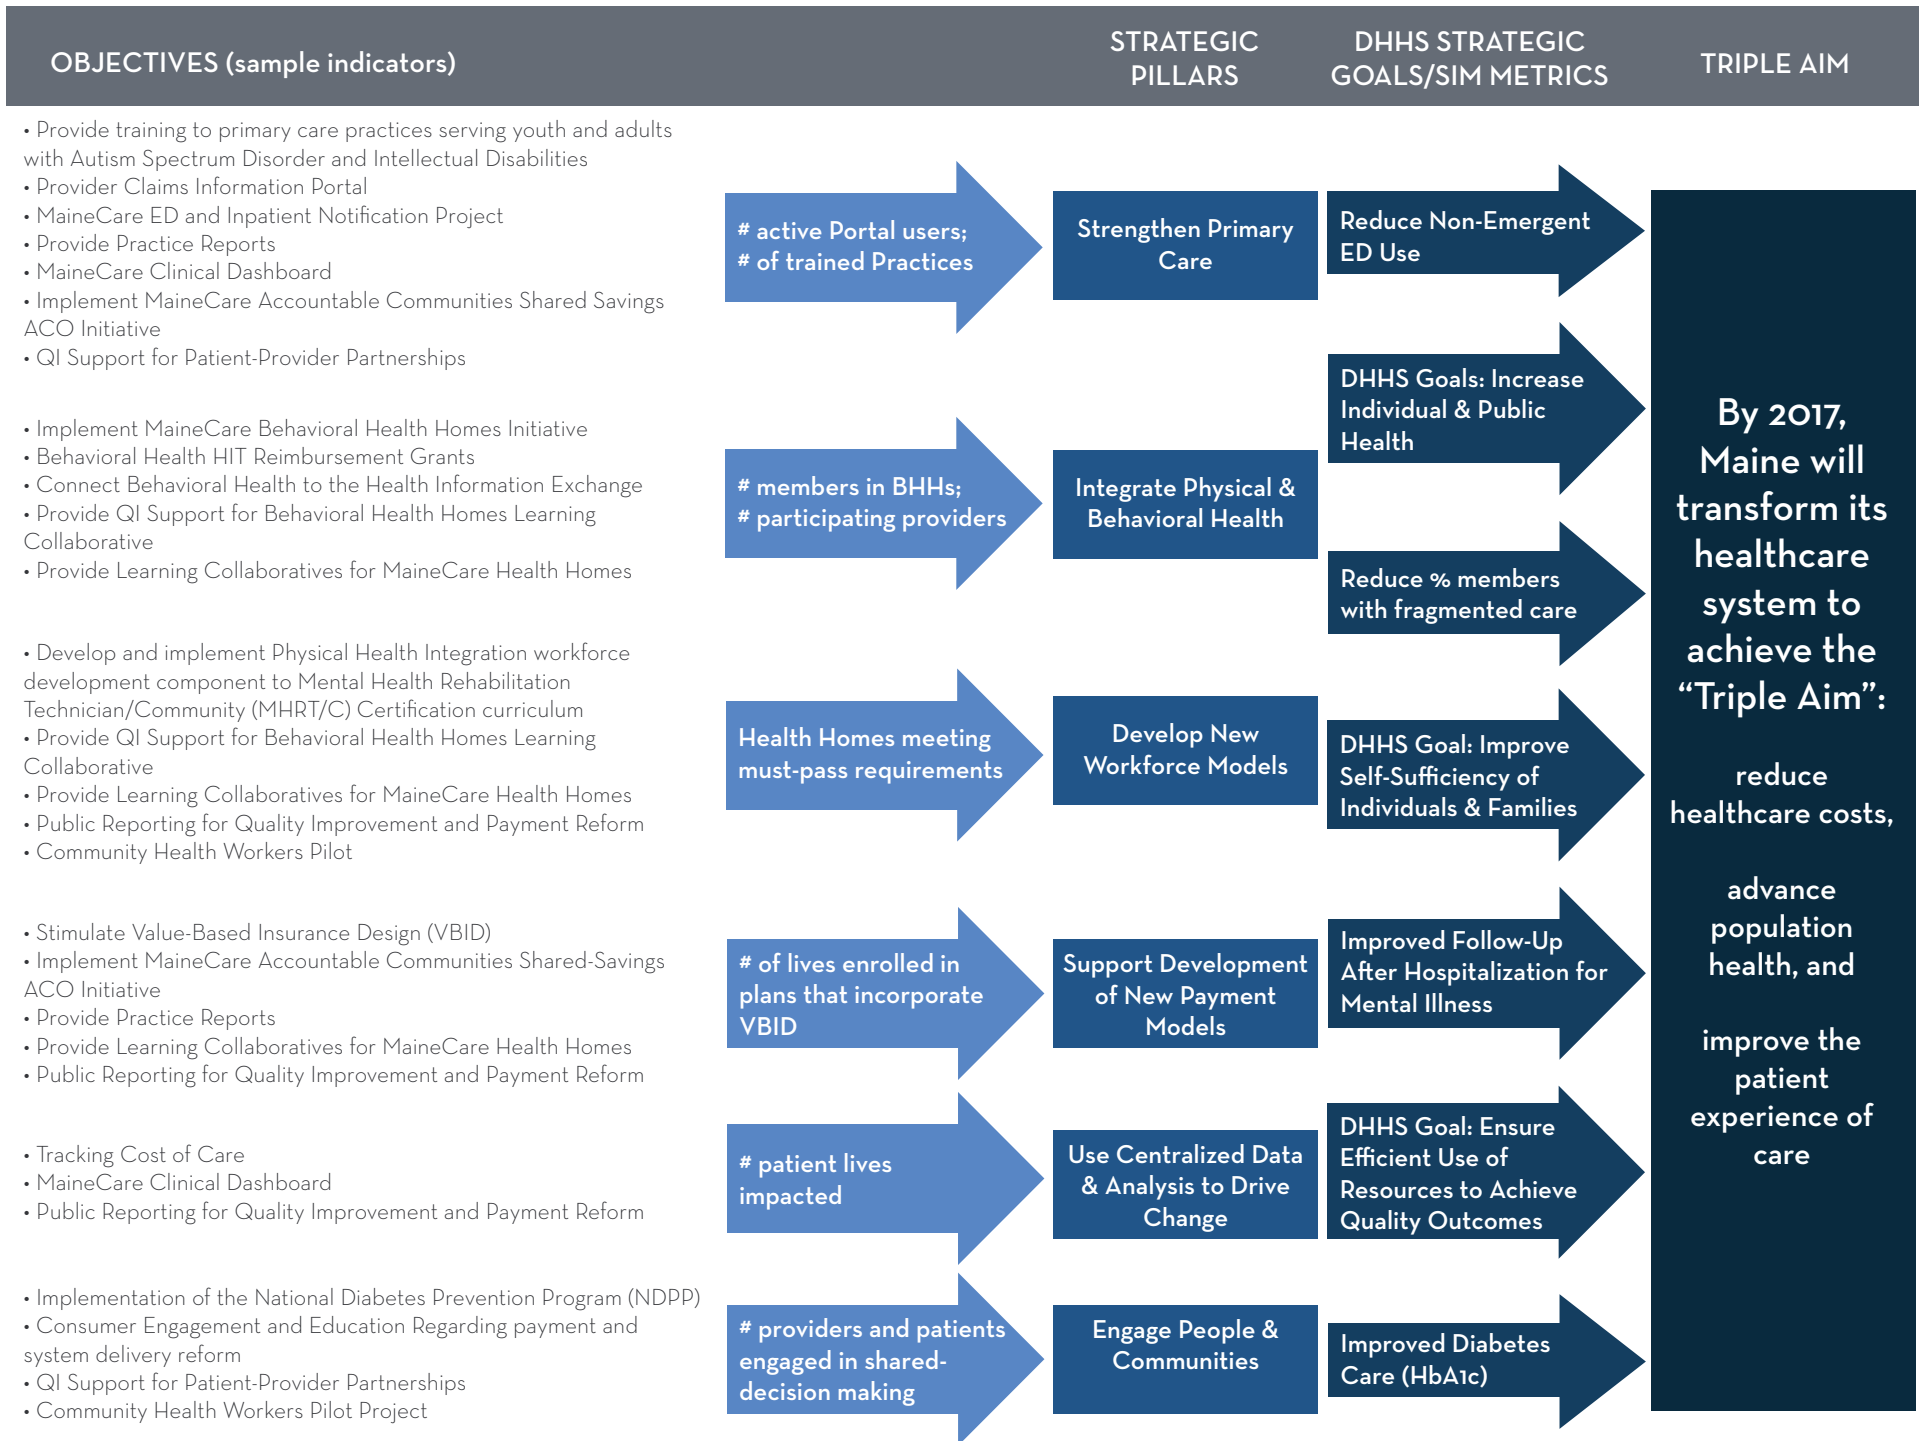 OBJECTIVES (sample indicators)
STRATEGIC
PILLARS
DHHS STRATEGIC
GOALS/SIM METRICS
TRIPLE AIM
• Provide training to primary care practices serving youth and adults
with Autism Spectrum Disorder and Intellectual Disabilities
• Provider Claims Information Portal
• MaineCare ED and Inpatient Notification Project
• Provide Practice Reports
• MaineCare Clinical Dashboard
• Implement MaineCare Accountable Communities Shared Savings
ACO Initiative
• QI Support for Patient-Provider Partnerships
# active Portal users;
# of trained Practices
Strengthen Primary
Care
Reduce Non-Emergent
ED Use
DHHS Goals: Increase
Individual & Public
Health
• Implement MaineCare Behavioral Health Homes Initiative
• Behavioral Health HIT Reimbursement Grants
• Connect Behavioral Health to the Health Information Exchange
• Provide QI Support for Behavioral Health Homes Learning
Collaborative
• Provide Learning Collaboratives for MaineCare Health Homes
# members in BHHs;
# participating providers
Integrate Physical &
Behavioral Health
Reduce % members
with fragmented care
• Develop and implement Physical Health Integration workforce
development component to Mental Health Rehabilitation
Technician/Community (MHRT/C) Certification curriculum
• Provide QI Support for Behavioral Health Homes Learning
Collaborative
• Provide Learning Collaboratives for MaineCare Health Homes
• Public Reporting for Quality Improvement and Payment Reform
• Community Health Workers Pilot
Health Homes meeting
must-pass requirements
Develop New
Workforce Models
DHHS Goal: Improve
Self-Sufficiency of
Individuals & Families
• Stimulate Value-Based Insurance Design (VBID)
• Implement MaineCare Accountable Communities Shared-Savings
ACO Initiative
• Provide Practice Reports
• Provide Learning Collaboratives for MaineCare Health Homes
• Public Reporting for Quality Improvement and Payment Reform
# of lives enrolled in
plans that incorporate
VBID
Support Development
of New Payment
Models
Improved Follow-Up
After Hospitalization for
Mental Illness
• Tracking Cost of Care
• MaineCare Clinical Dashboard
• Public Reporting for Quality Improvement and Payment Reform
# patient lives
impacted
Use Centralized Data
& Analysis to Drive
Change
DHHS Goal: Ensure
Efficient Use of
Resources to Achieve
Quality Outcomes
• Implementation of the National Diabetes Prevention Program (NDPP)
• Consumer Engagement and Education Regarding payment and
system delivery reform
• QI Support for Patient-Provider Partnerships
• Community Health Workers Pilot Project
# providers and patients
engaged in shared-
decision making
Engage People &
Communities
Improved Diabetes
Care (HbA1c)
By 2017,
Maine will
transform its
healthcare
system to
achieve the
“Triple Aim”:
reduce
healthcare costs,
advance
population
health, and
improve the
patient
experience of
care